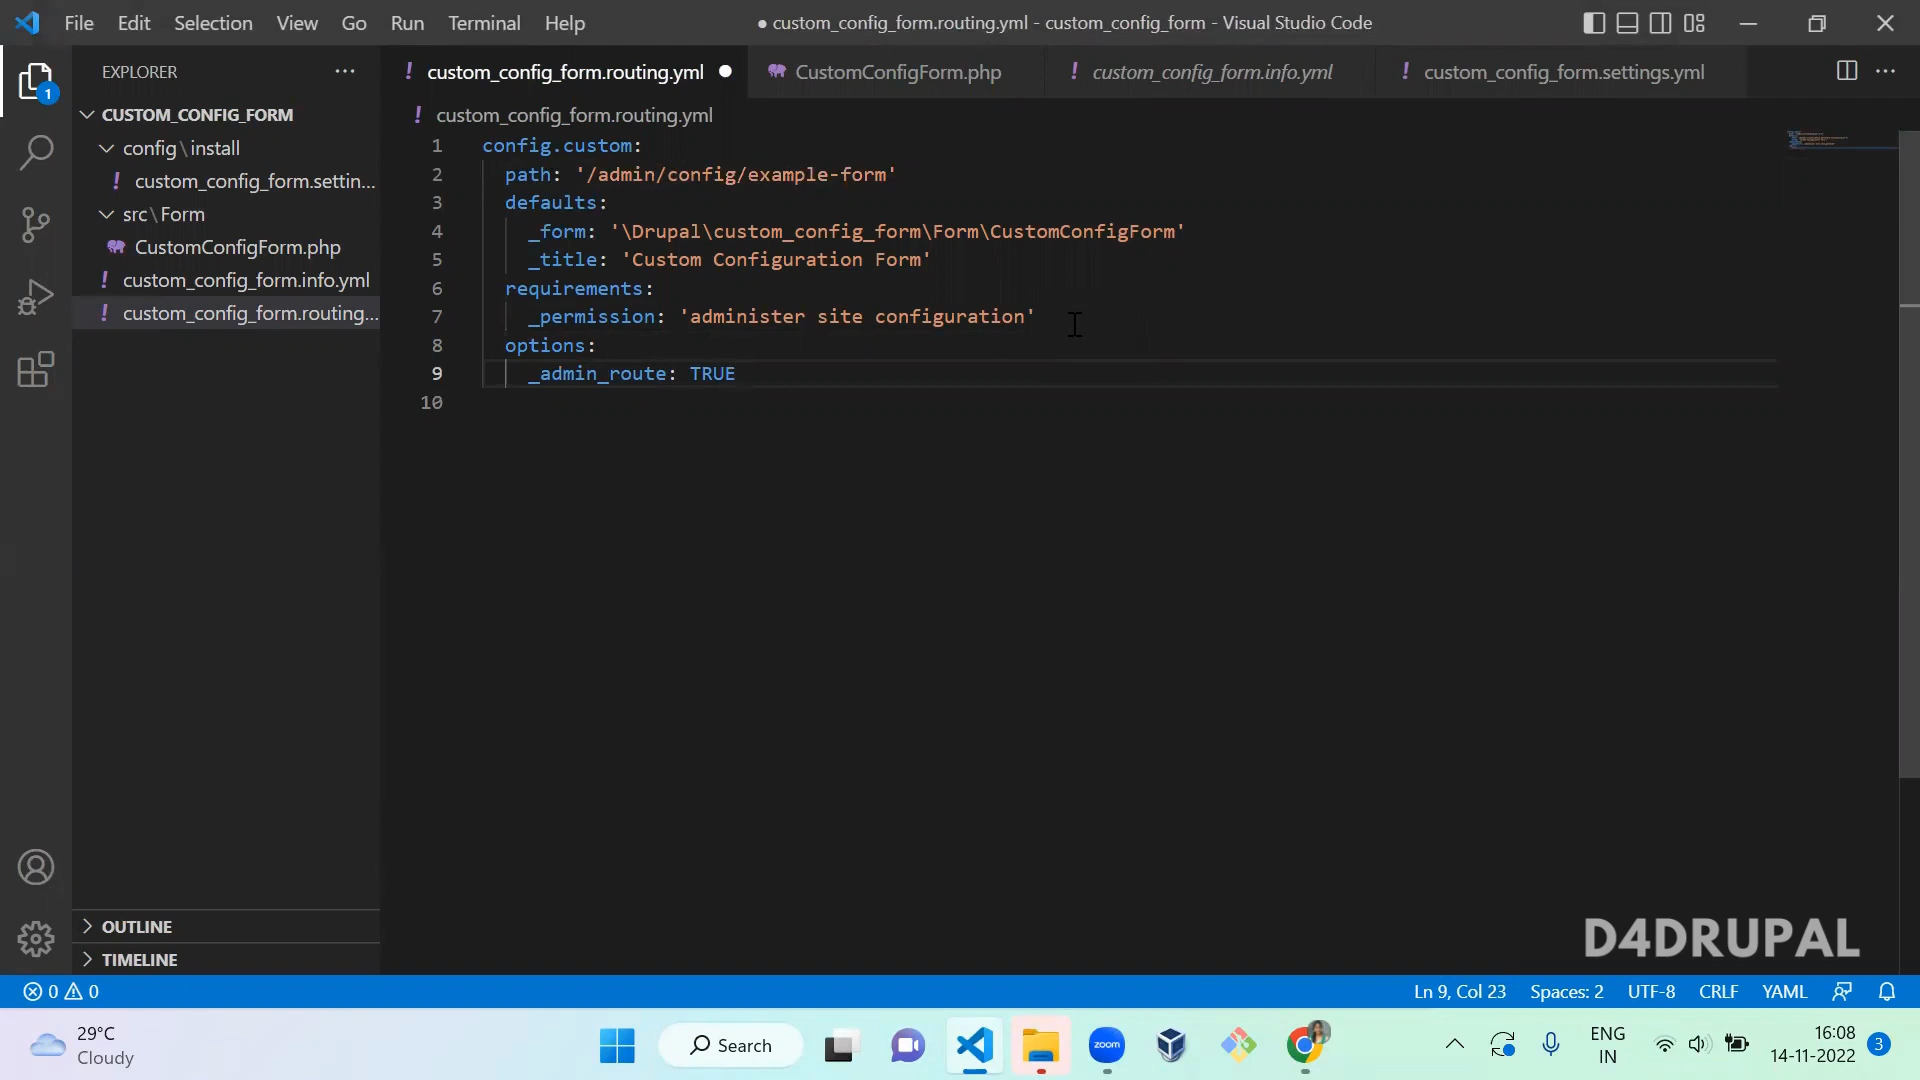 File Edit Selection View Go Run Terminal Help ● custom_config_form.routing.yml - custom_config_form - Visual Studio Code
EXPLORER ···
! custom_config_form.routing.yml ● CustomConfigForm.php ! custom_config_form.info.yml ! custom_config_form.settings.yml ···
1
CUSTOM_CONFIG_FORM
config\install
! custom_config_form.settin...
src\Form
CustomConfigForm.php
! custom_config_form.info.yml
! custom_config_form.routing...
OUTLINE
TIMELINE
! custom_config_form.routing.yml
1 config.custom:
2 path: '/admin/config/example-form'
3 defaults:
4 _form: '\Drupal\custom_config_form\Form\CustomConfigForm'
5 _title: 'Custom Configuration Form'
6 requirements:
7 _permission: 'administer site configuration'
8 options:
9 _admin_route: TRUE
10
D4DRUPAL
0 0 Ln 9, Col 23 Spaces: 2 UTF-8 CRLF YAML
29°C
Cloudy
Search
zoom
ENG
IN
16:08
14-11-2022
3